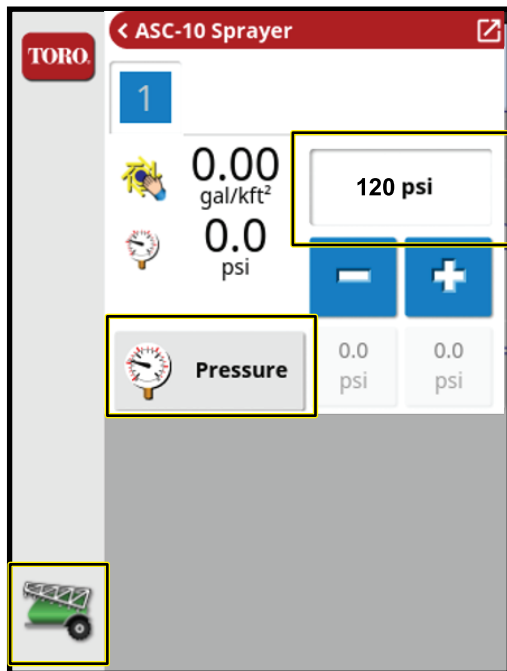 TORO.
< ASC-10 Sprayer
1
0.00
gal/kft²
120 psi
0.0
psi
Pressure
0.0
psi
0.0
psi